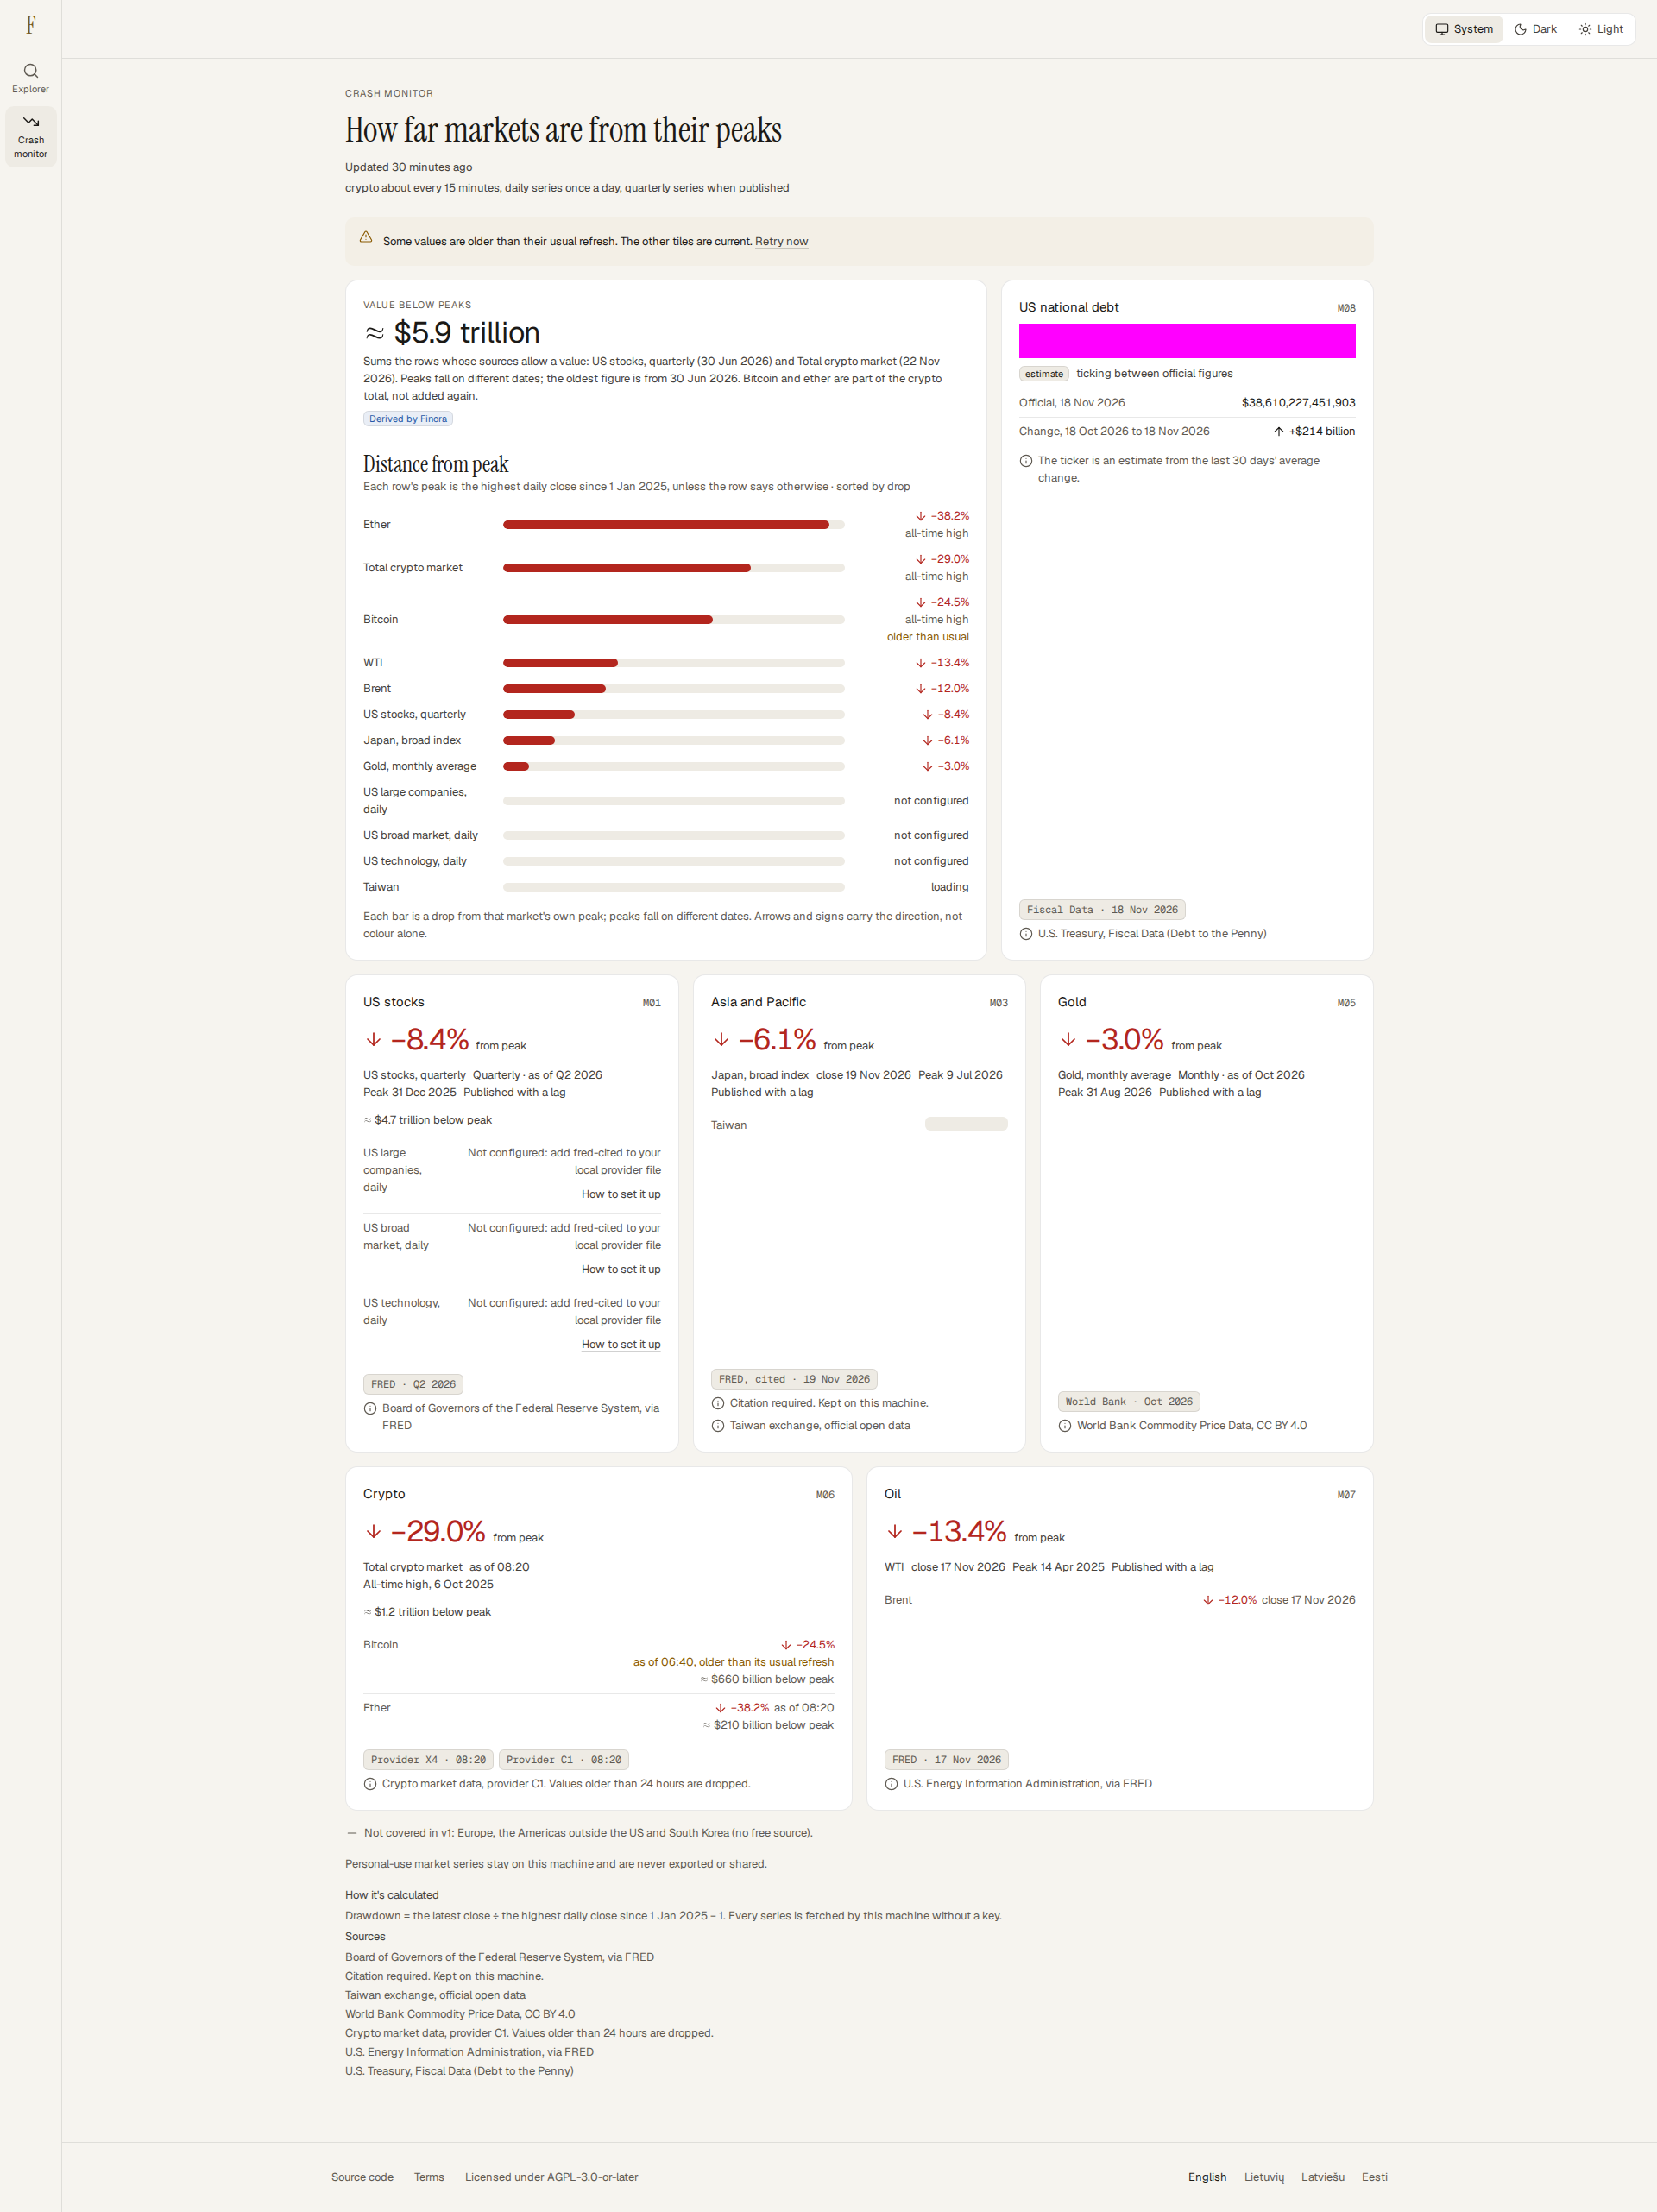 F
Explorer
Crash
monitor
System
Dark
Light
CRASH MONITOR
How far markets are from their peaks
Updated 30 minutes ago
crypto about every 15 minutes, daily series once a day, quarterly series when published
Some values are older than their usual refresh. The other tiles are current. Retry now
VALUE BELOW PEAKS
≈ $5.9 trillion
Sums the rows whose sources allow a value: US stocks, quarterly (30 Jun 2026) and Total crypto market (22 Nov
2026). Peaks fall on different dates; the oldest figure is from 30 Jun 2026. Bitcoin and ether are part of the crypto
total, not added again.
Derived by Finora
Distance from peak
Each row's peak is the highest daily close since 1 Jan 2025, unless the row says otherwise · sorted by drop
Ether
↓ −38.2%
all-time high
Total crypto market
↓ −29.0%
all-time high
Bitcoin
↓ −24.5%
all-time high
older than usual
WTI
↓ −13.4%
Brent
↓ −12.0%
US stocks, quarterly
↓ −8.4%
Japan, broad index
↓ −6.1%
Gold, monthly average
↓ −3.0%
US large companies,
daily
not configured
US broad market, daily
not configured
US technology, daily
not configured
Taiwan
loading
Each bar is a drop from that market's own peak; peaks fall on different dates. Arrows and signs carry the direction, not
colour alone.
US national debt
M08
estimate ticking between official figures
Official, 18 Nov 2026
$38,610,227,451,903
Change, 18 Oct 2026 to 18 Nov 2026
↑ +$214 billion
The ticker is an estimate from the last 30 days' average
change.
Fiscal Data · 18 Nov 2026
U.S. Treasury, Fiscal Data (Debt to the Penny)
US stocks
M01
↓ −8.4% from peak
US stocks, quarterly Quarterly · as of Q2 2026
Peak 31 Dec 2025 Published with a lag
≈ $4.7 trillion below peak
US large
companies,
daily
Not configured: add fred-cited to your
local provider file
How to set it up
US broad
market, daily
Not configured: add fred-cited to your
local provider file
How to set it up
US technology,
daily
Not configured: add fred-cited to your
local provider file
How to set it up
FRED · Q2 2026
Board of Governors of the Federal Reserve System, via
FRED
Asia and Pacific
M03
↓ −6.1% from peak
Japan, broad index close 19 Nov 2026 Peak 9 Jul 2026
Published with a lag
Taiwan
FRED, cited · 19 Nov 2026
Citation required. Kept on this machine.
Taiwan exchange, official open data
Gold
M05
↓ −3.0% from peak
Gold, monthly average Monthly · as of Oct 2026
Peak 31 Aug 2026 Published with a lag
World Bank · Oct 2026
World Bank Commodity Price Data, CC BY 4.0
Crypto
M06
↓ −29.0% from peak
Total crypto market as of 08:20
All-time high, 6 Oct 2025
≈ $1.2 trillion below peak
Bitcoin
↓ −24.5%
as of 06:40, older than its usual refresh
≈ $660 billion below peak
Ether
↓ −38.2% as of 08:20
≈ $210 billion below peak
Provider X4 · 08:20
Provider C1 · 08:20
Crypto market data, provider C1. Values older than 24 hours are dropped.
Oil
M07
↓ −13.4% from peak
WTI close 17 Nov 2026 Peak 14 Apr 2025 Published with a lag
Brent
↓ −12.0% close 17 Nov 2026
FRED · 17 Nov 2026
U.S. Energy Information Administration, via FRED
— Not covered in v1: Europe, the Americas outside the US and South Korea (no free source).
Personal-use market series stay on this machine and are never exported or shared.
How it's calculated
Drawdown = the latest close ÷ the highest daily close since 1 Jan 2025 − 1. Every series is fetched by this machine without a key.
Sources
Board of Governors of the Federal Reserve System, via FRED
Citation required. Kept on this machine.
Taiwan exchange, official open data
World Bank Commodity Price Data, CC BY 4.0
Crypto market data, provider C1. Values older than 24 hours are dropped.
U.S. Energy Information Administration, via FRED
U.S. Treasury, Fiscal Data (Debt to the Penny)
Source code
Terms
Licensed under AGPL-3.0-or-later
English
Lietuvių
Latviešu
Eesti